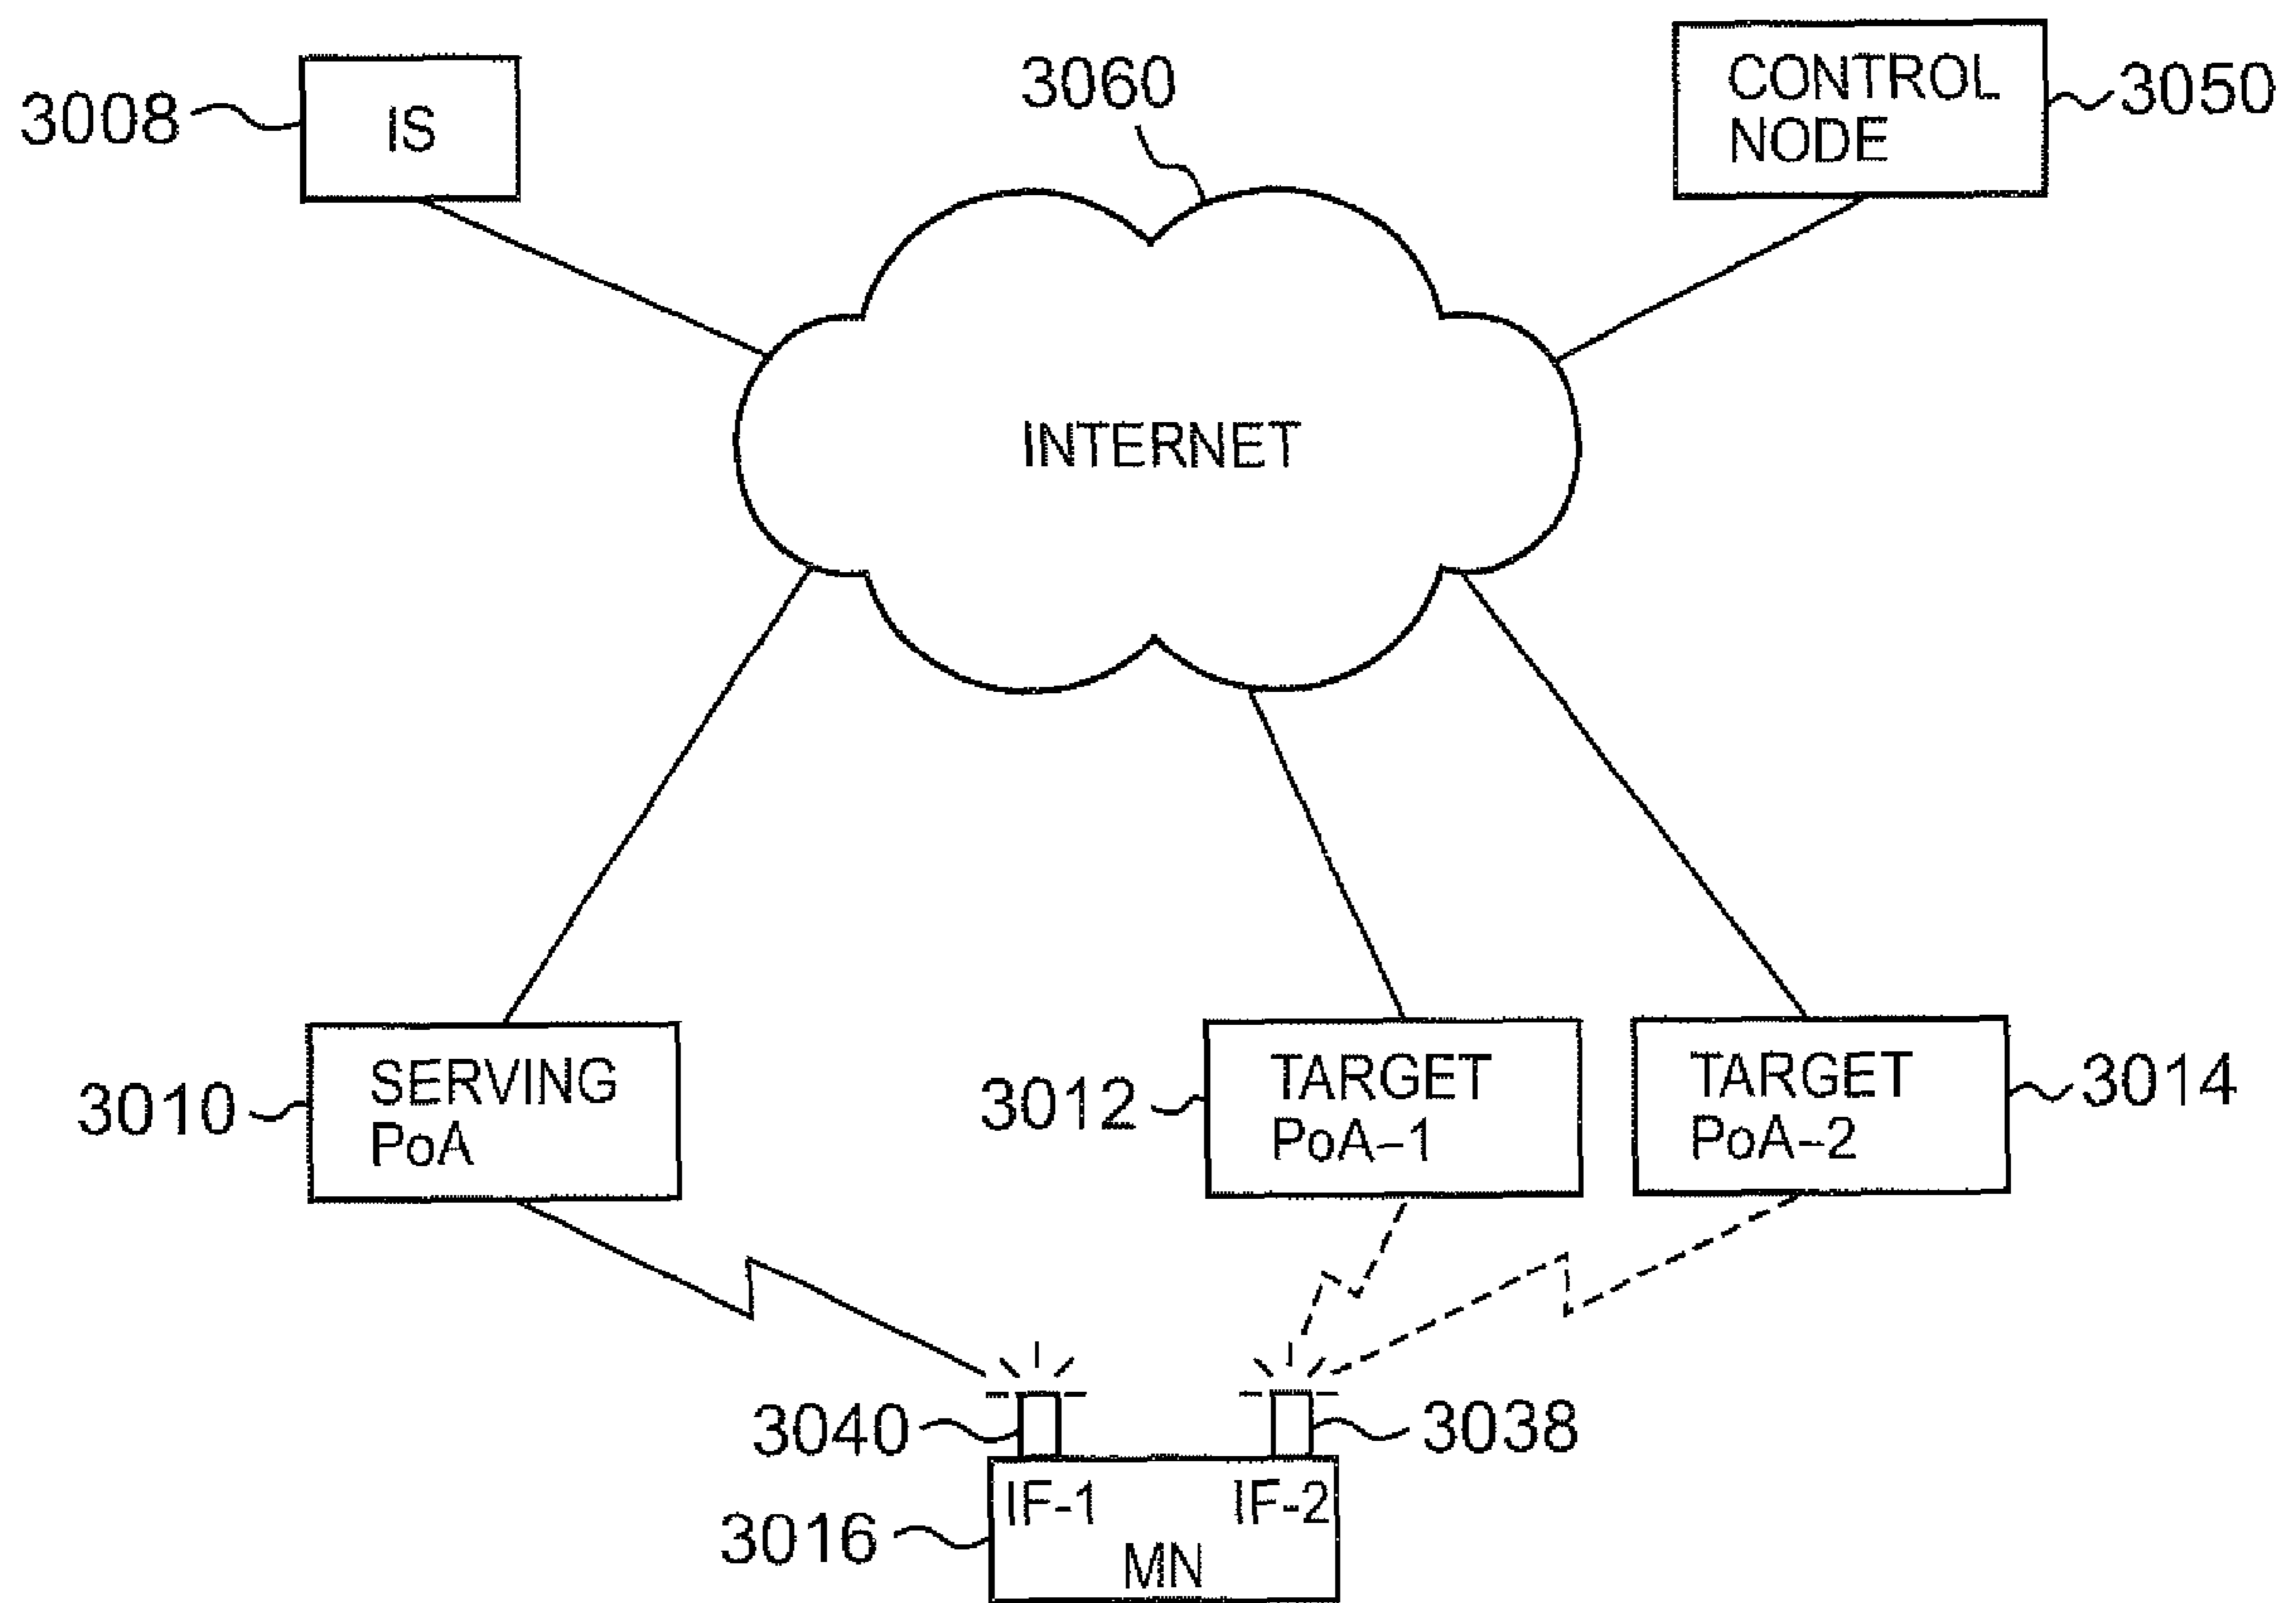 3008
IS
3060
CONTROL
NODE
3050
INTERNET
3010
SERVING
PoA
3012
TARGET
PoA-1
TARGET
PoA-2
3014
3040
3038
IF-1
IF-2
3016
MN